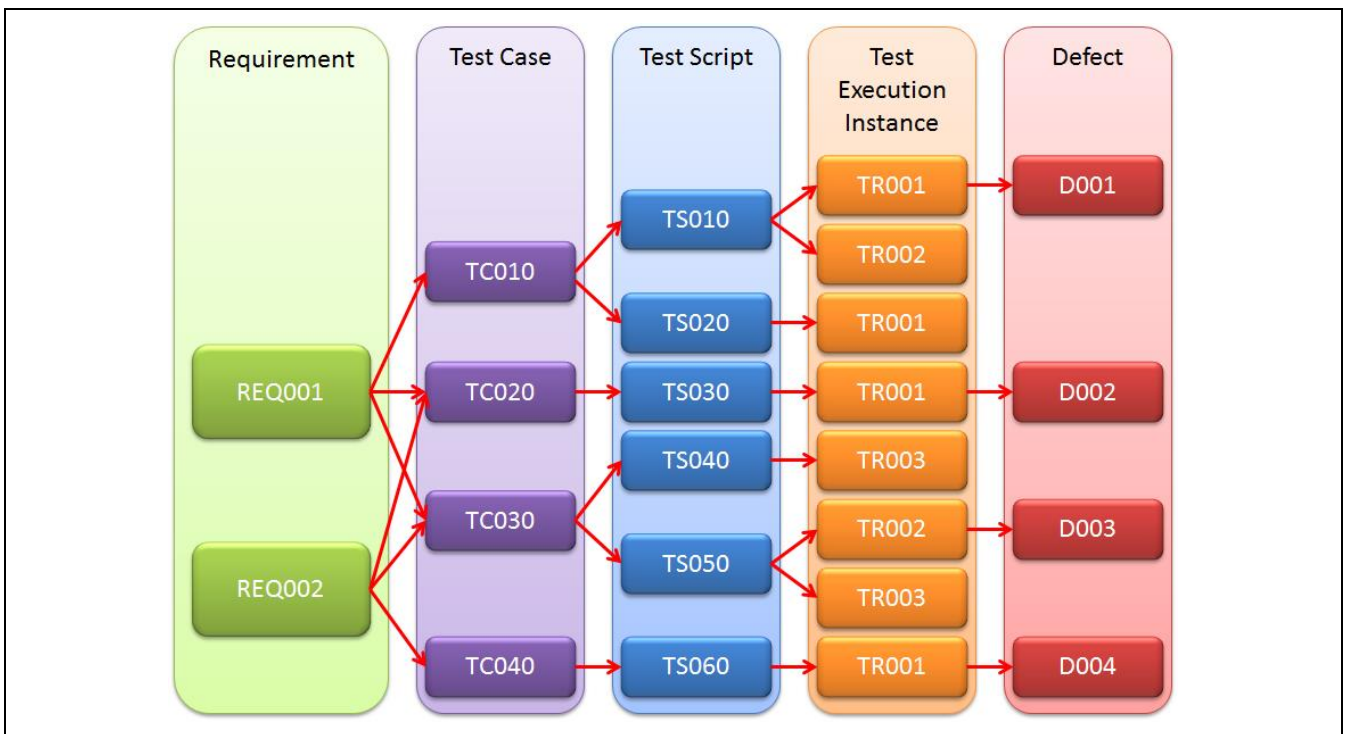 Requirement
REQ001
REQ002
Test Case
TC010
TC020
TC030
TC040
Test Script
TS010
TS020
TS030
TS040
TS050
TS060
Test
Execution
Instance
TR001
TR002
TR001
TR001
TR003
TR002
TR003
TR001
Defect
D001
D002
D003
D004